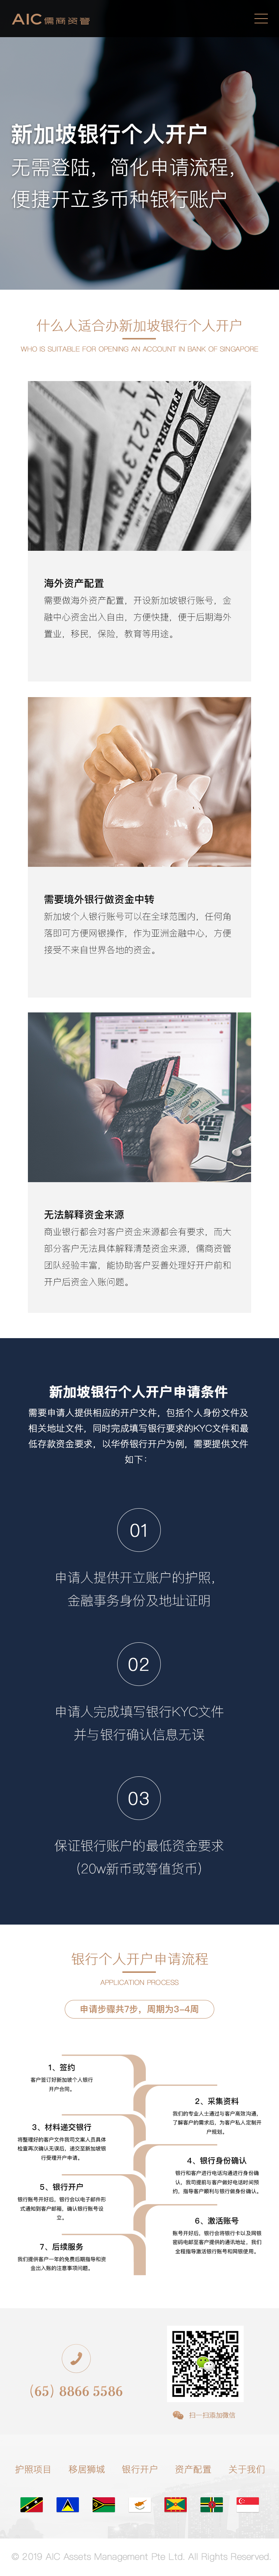 AIC 儒商资管
新加坡银行个人开户
无需登陆，简化申请流程，
便捷开立多币种银行账户
什么人适合办新加坡银行个人开户
WHO IS SUITABLE FOR OPENING AN ACCOUNT IN BANK OF SINGAPORE
海外资产配置
需要做海外资产配置，开设新加坡银行账号，金
融中心资金出入自由，方便快捷，便于后期海外
置业，移民，保险，教育等用途。
需要境外银行做资金中转
新加坡个人银行账号可以在全球范围内，任何角
落即可方便网银操作，作为亚洲金融中心，方便
接受不来自世界各地的资金。
无法解释资金来源
商业银行都会对客户资金来源都会有要求，而大
部分客户无法具体解释清楚资金来源，儒商资管
团队经验丰富，能协助客户妥善处理好开户前和
开户后资金入账问题。
新加坡银行个人开户申请条件
需要申请人提供相应的开户文件，包括个人身份文件及
相关地址文件，同时完成填写银行要求的KYC文件和最
低存款资金要求，以华侨银行开户为例，需要提供文件
如下：
01
申请人提供开立账户的护照，
金融事务身份及地址证明
02
申请人完成填写银行KYC文件
并与银行确认信息无误
03
保证银行账户的最低资金要求
（20w新币或等值货币）
银行个人开户申请流程
APPLICATION PROCESS
申请步骤共7步，周期为3-4周
1、签约
客户签订好新加坡个人银行
开户合同。
2、采集资料
我们的专业人士通过与客户高效沟通，
了解客户的需求后，为客户私人定制开
户规划。
3、材料递交银行
将整理好的客户文件我司文案人员具体
检查再次确认无误后，递交至新加坡银
行受理开户申请。
4、银行身份确认
银行和客户进行电话沟通进行身份确
认，我司提前与客户做好电话时间预
约，指导客户顺利与银行做身份确认。
5、银行开户
银行账号开好后，银行会以电子邮件形
式通知到客户邮箱，确认银行账号设
立。
6、激活账号
账号开好后，银行会将银行卡以及网银
密码电邮至客户提供的通讯地址，我们
全程指导激活银行账号和网银使用。
7、后续服务
我们提供客户一年的免费后期指导和资
金出入账的注意事项问题。
(65) 8866 5586
扫一扫添加微信
护照项目 移居狮城 银行开户 资产配置 关于我们
© 2019 AIC Assets Management Pte Ltd. All Rights Reserved.